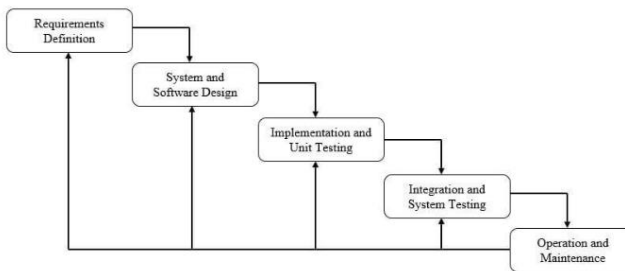 Requirements
Definition
System and
Software Design
Implementation and
Unit Testing
Integration and
System Testing
Operation and
Maintenance